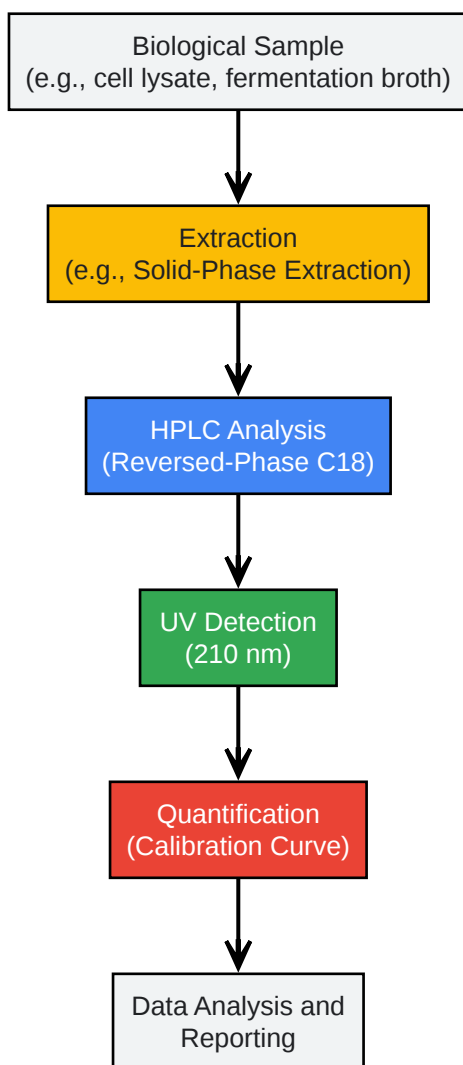 Biological Sample
(e.g., cell lysate, fermentation broth)
Extraction
(e.g., Solid-Phase Extraction)
HPLC Analysis
(Reversed-Phase C18)
UV Detection
(210 nm)
Quantification
(Calibration Curve)
Data Analysis and
Reporting